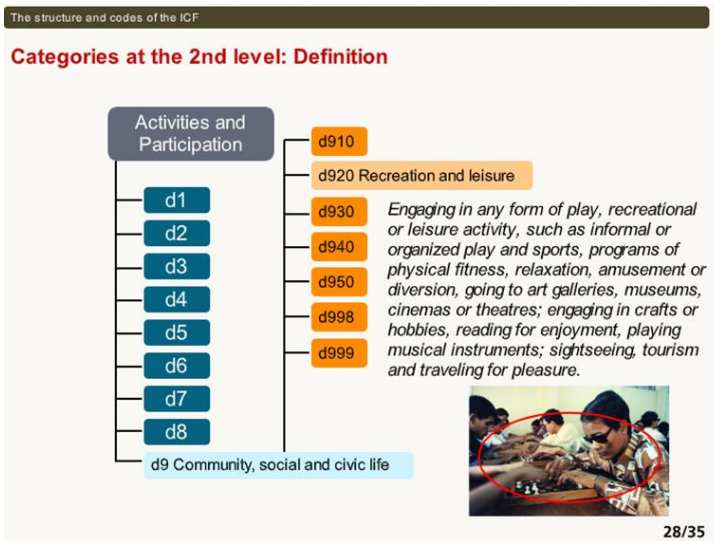 The structure and codes of the ICF
Categories at the 2nd level: Definition
Activities and
Participation
d1
d2
d3
d4
d5
d6
d7
d8
d9 Community, social and civic life
d910
d920 Recreation and leisure
d930
d940
d950
d998
d999
Engaging in any form of play, recreational
or leisure activity, such as informal or
organized play and sports, programs of
physical fitness, relaxation, amusement or
diversion, going to art galleries, museums,
cinemas or theatres; engaging in crafts or
hobbies, reading for enjoyment, playing
musical instruments; sightseeing, tourism
and traveling for pleasure.
28/35